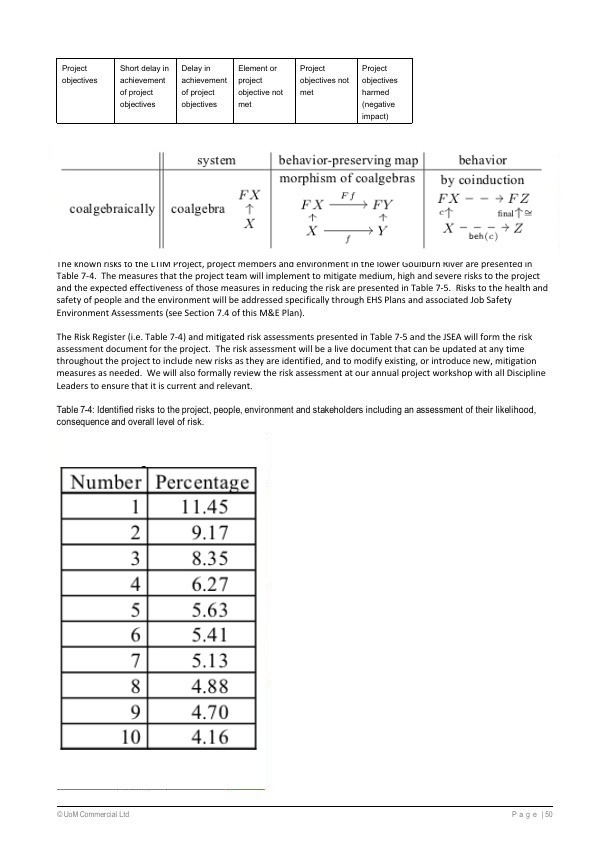 Project objectives Short delay in achievement of project objectives Delay in achievement of project objectives Element or project objective not met Project objectives not met Project objectives harmed (negative impact)
system behavior-preserving map behavior
coalgebraically coalgebra FX ↑ X morphism of coalgebras FX Ff→ FY ↑ ↑ X f→ Y by coinduction FX - - → FZ c↑ final↑≅ X - - - → Z beh(c)
The known risks to the LTIM Project, project members and environment in the lower Goulburn River are presented in
Table 7-4. The measures that the project team will implement to mitigate medium, high and severe risks to the project
and the expected effectiveness of those measures in reducing the risk are presented in Table 7-5. Risks to the health and
safety of people and the environment will be addressed specifically through EHS Plans and associated Job Safety
Environment Assessments (see Section 7.4 of this M&E Plan).
The Risk Register (i.e. Table 7-4) and mitigated risk assessments presented in Table 7-5 and the JSEA will form the risk
assessment document for the project. The risk assessment will be a live document that can be updated at any time
throughout the project to include new risks as they are identified, and to modify existing, or introduce new, mitigation
measures as needed. We will also formally review the risk assessment at our annual project workshop with all Discipline
Leaders to ensure that it is current and relevant.
Table 7-4: Identified risks to the project, people, environment and stakeholders including an assessment of their likelihood,
consequence and overall level of risk.
Number Percentage
1 11.45
2 9.17
3 8.35
4 6.27
5 5.63
6 5.41
7 5.13
8 4.88
9 4.70
10 4.16
© UoM Commercial Ltd Page | 50